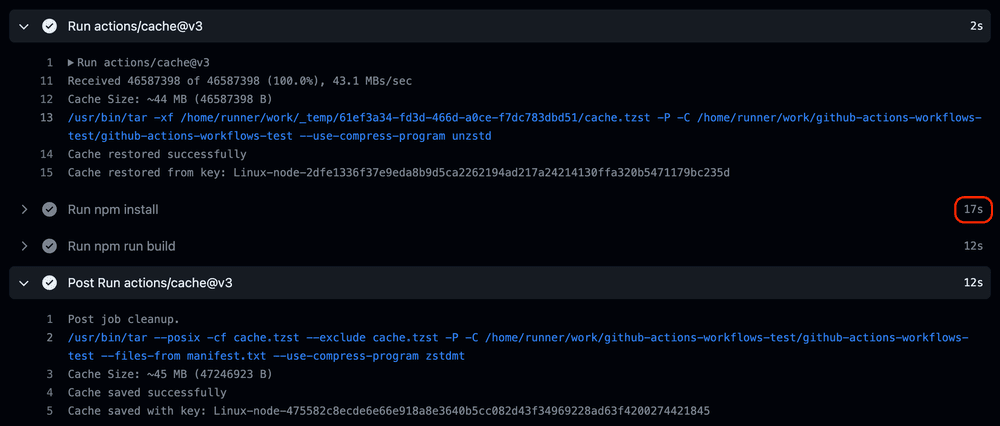 Run actions/cache@v3 2s
1 Run actions/cache@v3
11 Received 46587398 of 46587398 (100.0%), 43.1 MBs/sec
12 Cache Size: ~44 MB (46587398 B)
13 /usr/bin/tar -xf /home/runner/work/_temp/61ef3a34-fd3d-466d-a0ce-f7dc783dbd51/cache.tzst -P -C /home/runner/work/github-actions-workflows-
test/github-actions-workflows-test --use-compress-program unzstd
14 Cache restored successfully
15 Cache restored from key: Linux-node-2dfe1336f37e9eda8b9d5ca2262194ad217a24214130ffa320b5471179bc235d
Run npm install 17s
Run npm run build 12s
Post Run actions/cache@v3 12s
1 Post job cleanup.
2 /usr/bin/tar --posix -cf cache.tzst --exclude cache.tzst -P -C /home/runner/work/github-actions-workflows-test/github-actions-workflows-
test --files-from manifest.txt --use-compress-program zstdmt
3 Cache Size: ~45 MB (47246923 B)
4 Cache saved successfully
5 Cache saved with key: Linux-node-475582c8ecde6e66e918a8e3640b5cc082d43f34969228ad63f4200274421845